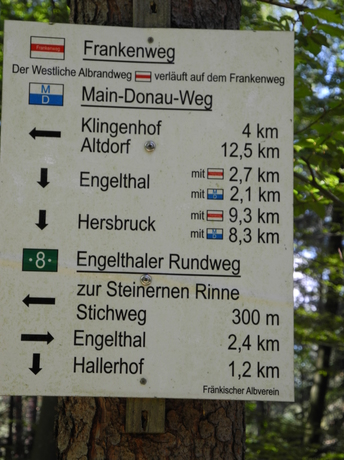 Frankenweg
Frankenweg
Der Westliche Albrandweg verläuft auf dem Frankenweg
M
D
Main-Donau-Weg
Klingenhof 4 km
Altdorf 12,5 km
Engelthal mit 2,7 km
mit M D 2,1 km
Hersbruck mit 9,3 km
mit M D 8,3 km
8 Engelthaler Rundweg
zur Steinernen Rinne
Stichweg 300 m
Engelthal 2,4 km
Hallerhof 1,2 km
Fränkischer Albverein